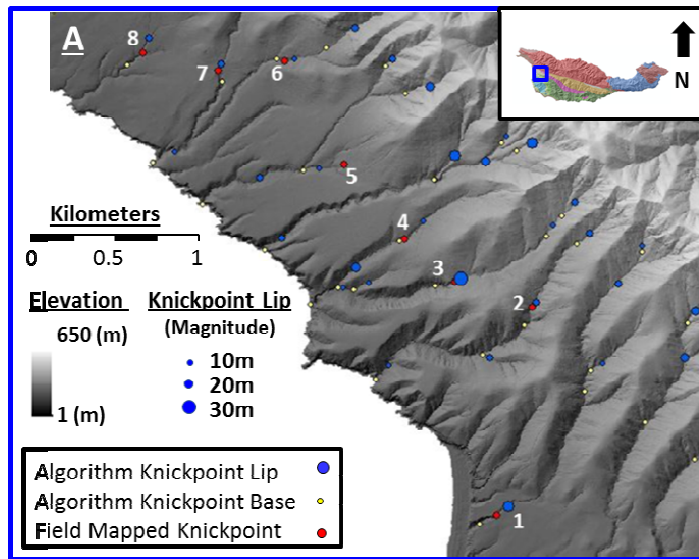 A
N
8
7
6
5
4
3
2
1
Kilometers
0 0.5 1
Elevation
650 (m)
1 (m)
Knickpoint Lip
(Magnitude)
10m
20m
30m
Algorithm Knickpoint Lip
Algorithm Knickpoint Base
Field Mapped Knickpoint